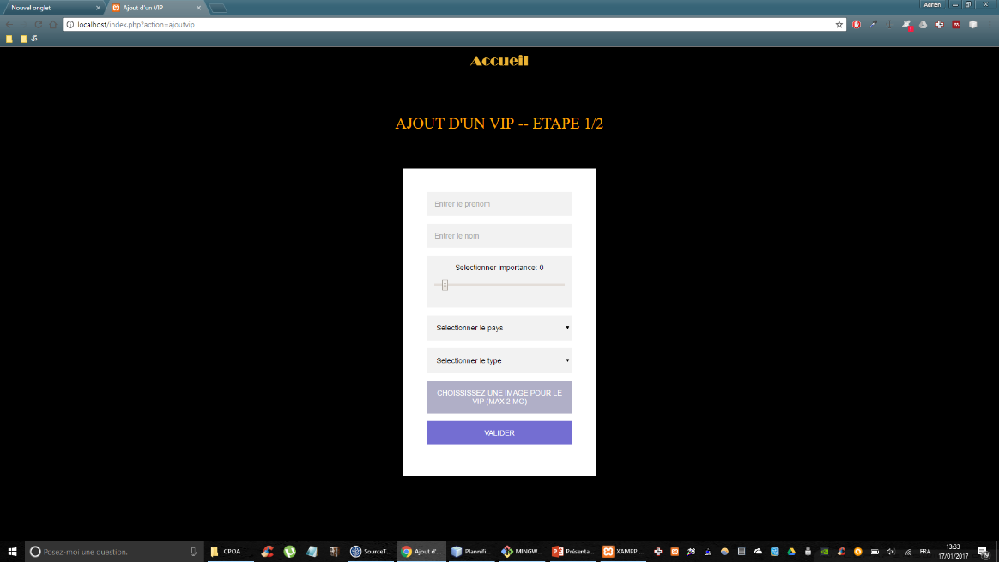 Nouvel onglet
Ajout d'un VIP
Adrien
localhost/index.php?action=ajoutvip
1
Accueil
AJOUT D'UN VIP -- ETAPE 1/2
Entrer le prenom
Entrer le nom
Selectionner importance: 0
Selectionner le pays
Selectionner le type
CHOISSISSEZ UNE IMAGE POUR LE
VIP (MAX 2 MO)
VALIDER
Posez-moi une question.
CPOA
SourceT...
Ajout d'...
Plannifi...
MINGW...
Présenta...
XAMPP ...
FRA
13:33
17/01/2017
19